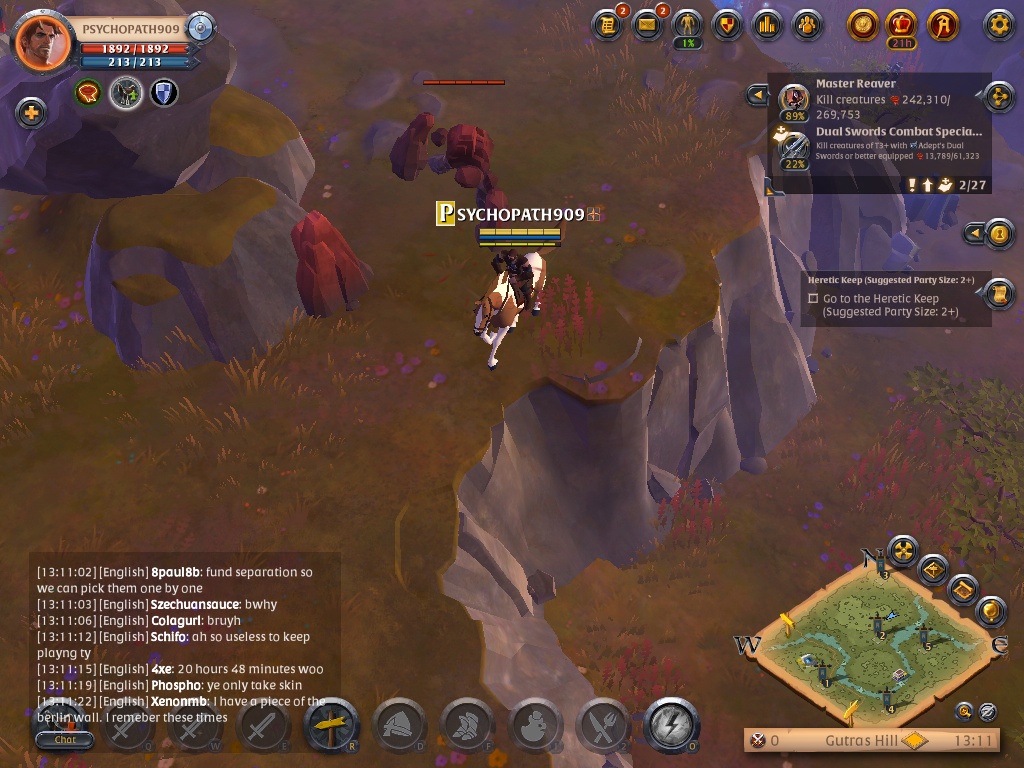 PSYCHOPATH909
1892 / 1892
213 / 213
2
2
1%
21h
Master Reaver
Kill creatures 242,310/
269,753
89%
Dual Swords Combat Specia...
Kill creatures of T3+ with Adept's Dual
Swords or better equipped 13,789/61,323
22%
2/27
PSYCHOPATH909
Heretic Keep (Suggested Party Size: 2+)
Go to the Heretic Keep
(Suggested Party Size: 2+)
[13:11:02] [English] 8paul8b: fund separation so
we can pick them one by one
[13:11:03] [English] Szechuansauce: bwhy
[13:11:06] [English] Colagurl: bruyh
[13:11:12] [English] Schifo: ah so useless to keep
playng ty
[13:11:15] [English] 4xe: 20 hours 48 minutes woo
[13:11:19] [English] Phospho: ye only take skin
[13:11:22] [English] Xenonmb: I have a piece of the
berlin wall. I remeber these times
Chat
Q
W
E
R
D
F
2
O
N
W
E
3
2
5
1
4
0
Gutras Hill
13:11